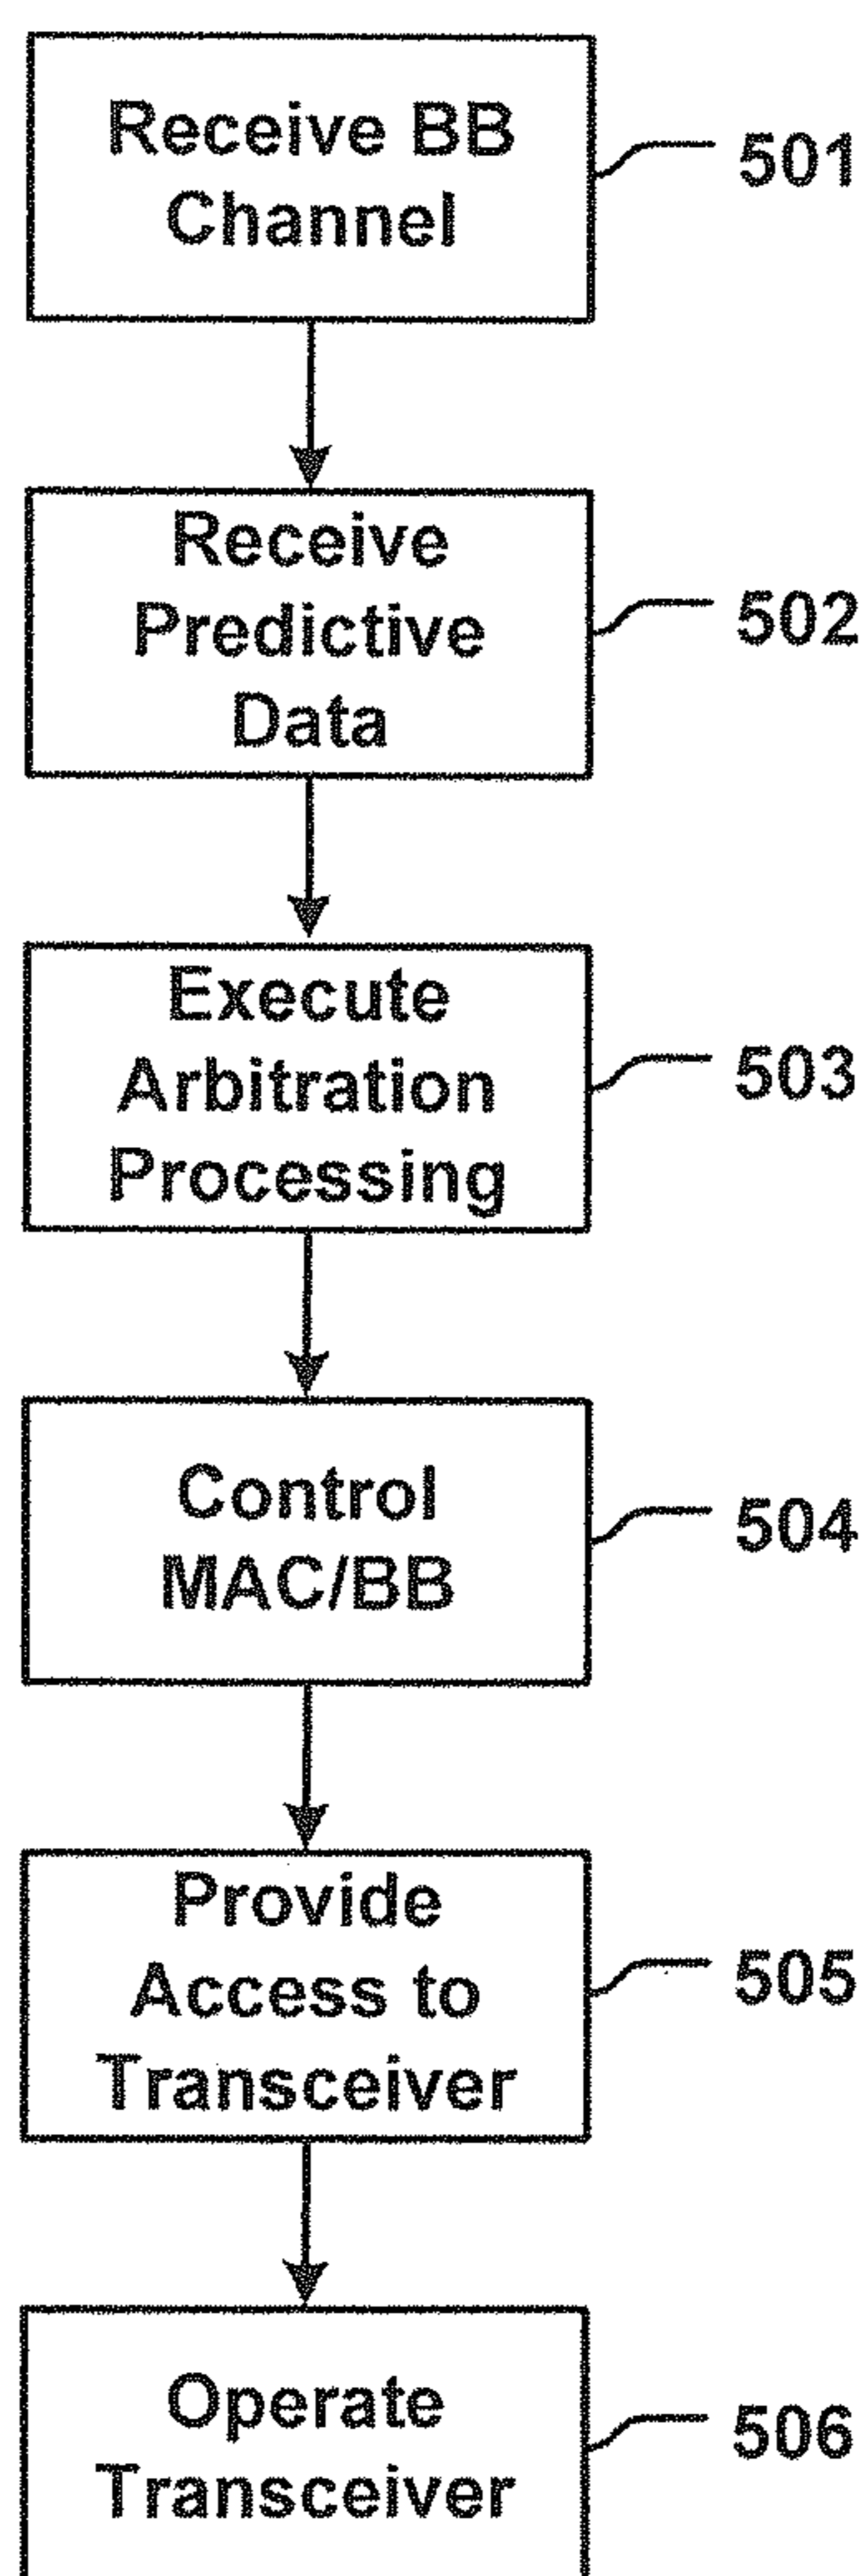 Receive BB
Channel
501
Receive
Predictive
Data
502
Execute
Arbitration
Processing
503
Control
MAC/BB
504
Provide
Access to
Transceiver
505
Operate
Transceiver
506